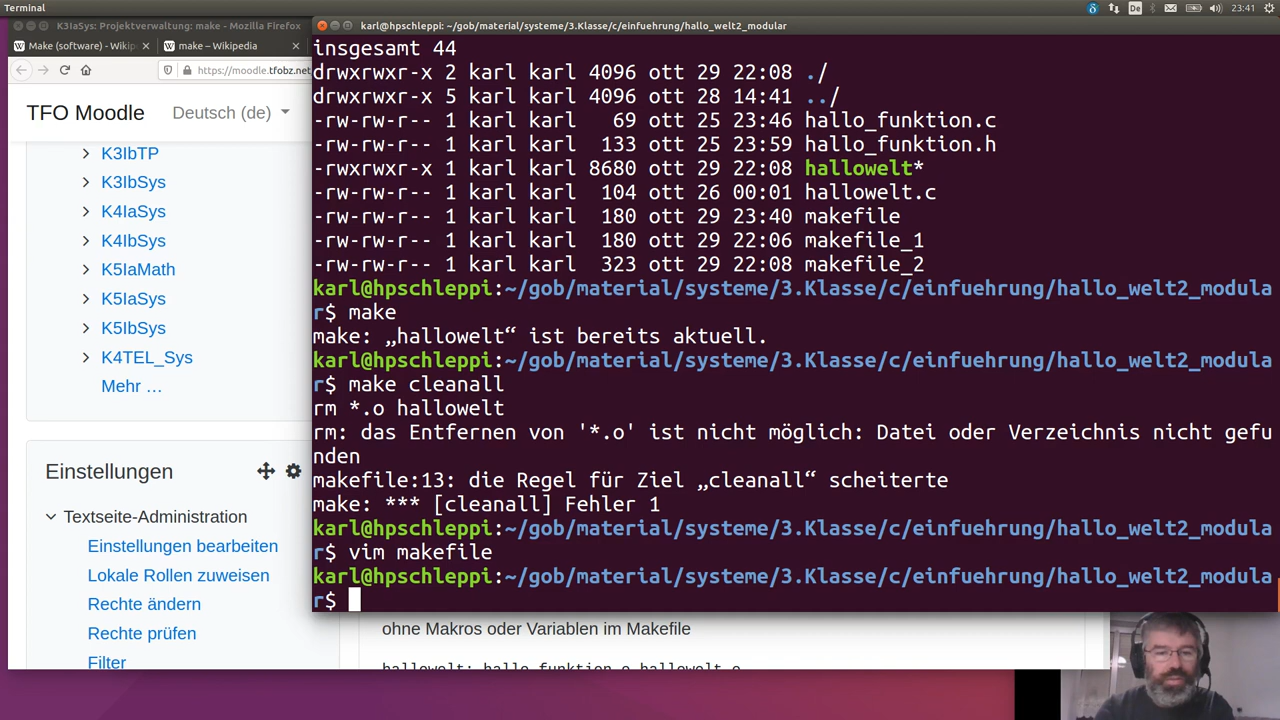 Terminal
De
23:41
K3IaSys: Projektverwaltung: make - Mozilla Firefox
Make (software) - Wikip
make – Wikipedia
https://moodle.tfobz.net
TFO Moodle
Deutsch (de)
K3IbTP
K3IbSys
K4IaSys
K4IbSys
K5IaMath
K5IaSys
K5IbSys
K4TEL_Sys
Mehr …
Einstellungen
Textseite-Administration
Einstellungen bearbeiten
Lokale Rollen zuweisen
Rechte ändern
Rechte prüfen
Filter
karl@hpschleppi: ~/gob/material/systeme/3.Klasse/c/einfuehrung/hallo_welt2_modular
insgesamt 44
drwxrwxr-x 2 karl karl 4096 ott 29 22:08 ./
drwxrwxr-x 5 karl karl 4096 ott 28 14:41 ../
-rw-rw-r-- 1 karl karl   69 ott 25 23:46 hallo_funktion.c
-rw-rw-r-- 1 karl karl  133 ott 25 23:59 hallo_funktion.h
-rwxrwxr-x 1 karl karl 8680 ott 29 22:08 hallowelt*
-rw-rw-r-- 1 karl karl  104 ott 26 00:01 hallowelt.c
-rw-rw-r-- 1 karl karl  180 ott 29 23:40 makefile
-rw-rw-r-- 1 karl karl  180 ott 29 22:06 makefile_1
-rw-rw-r-- 1 karl karl  323 ott 29 22:08 makefile_2
karl@hpschleppi:~/gob/material/systeme/3.Klasse/c/einfuehrung/hallo_welt2_modula
r$ make
make: „hallowelt“ ist bereits aktuell.
karl@hpschleppi:~/gob/material/systeme/3.Klasse/c/einfuehrung/hallo_welt2_modula
r$ make cleanall
rm *.o hallowelt
rm: das Entfernen von '*.o' ist nicht möglich: Datei oder Verzeichnis nicht gefu
nden
makefile:13: die Regel für Ziel „cleanall“ scheiterte
make: *** [cleanall] Fehler 1
karl@hpschleppi:~/gob/material/systeme/3.Klasse/c/einfuehrung/hallo_welt2_modula
r$ vim makefile
karl@hpschleppi:~/gob/material/systeme/3.Klasse/c/einfuehrung/hallo_welt2_modula
r$
ohne Makros oder Variablen im Makefile
hallowelt: hallo_funktion.o hallowelt.o